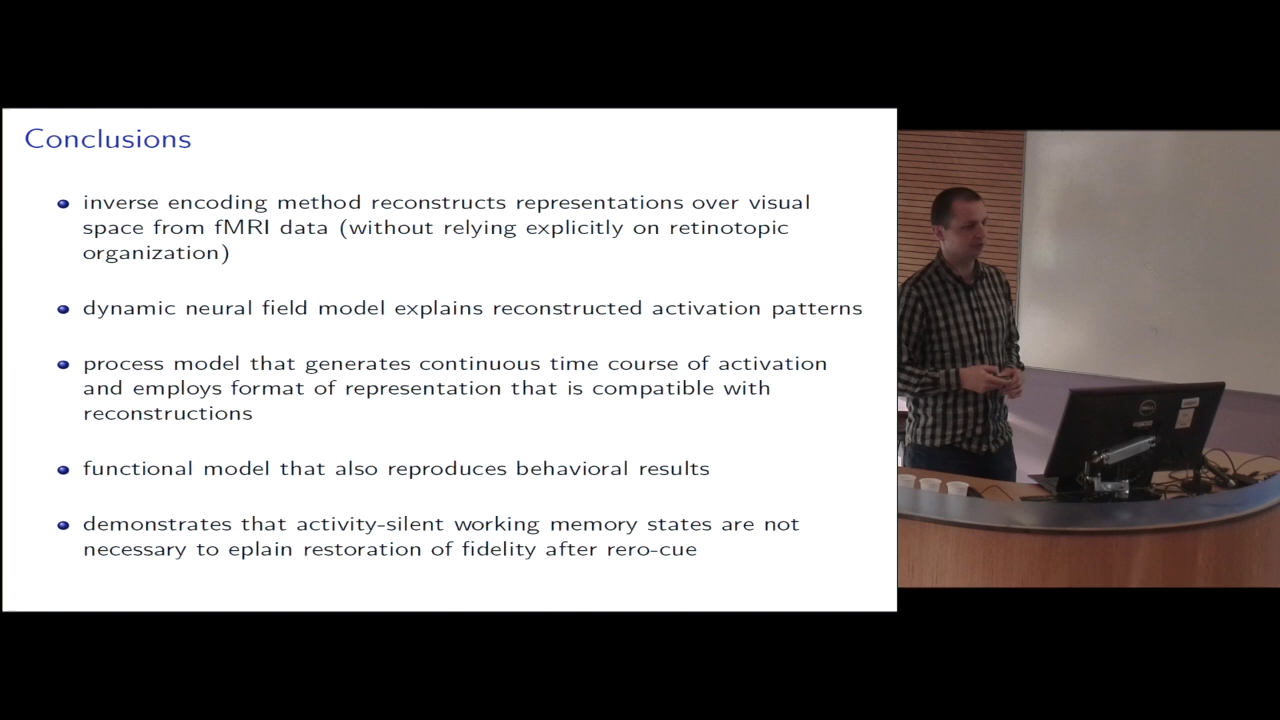 Conclusions
inverse encoding method reconstructs representations over visual
space from fMRI data (without relying explicitly on retinotopic
organization)
dynamic neural field model explains reconstructed activation patterns
process model that generates continuous time course of activation
and employs format of representation that is compatible with
reconstructions
functional model that also reproduces behavioral results
demonstrates that activity-silent working memory states are not
necessary to eplain restoration of fidelity after rero-cue
DELL